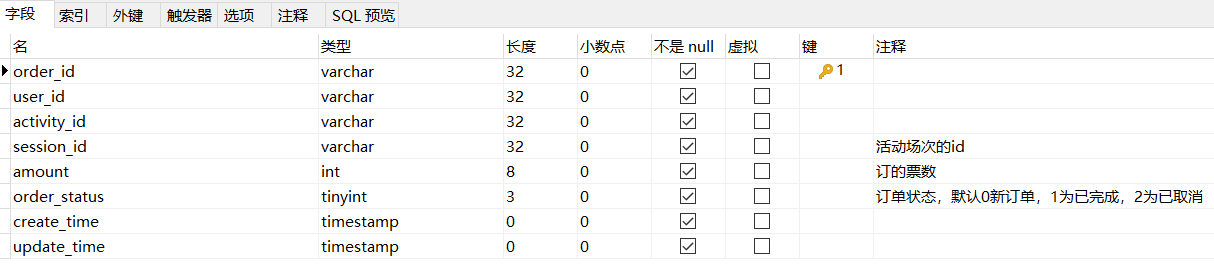 字段 索引 外键 触发器 选项 注释 SQL 预览
名 类型 长度 小数点 不是 null 虚拟 键 注释
order_id varchar 32 0 1
user_id varchar 32 0
activity_id varchar 32 0
session_id varchar 32 0 活动场次的id
amount int 8 0 订的票数
order_status tinyint 3 0 订单状态，默认0新订单，1为已完成，2为已取消
create_time timestamp 0 0
update_time timestamp 0 0